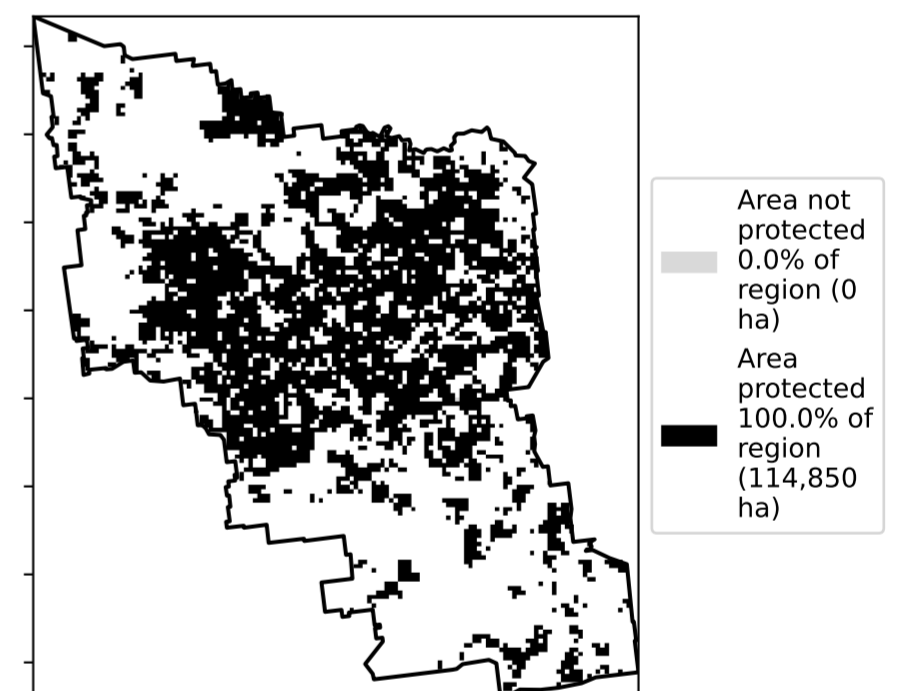 Area not
protected
0.0% of
region (0
ha)
Area
protected
100.0% of
region
(114,850
ha)